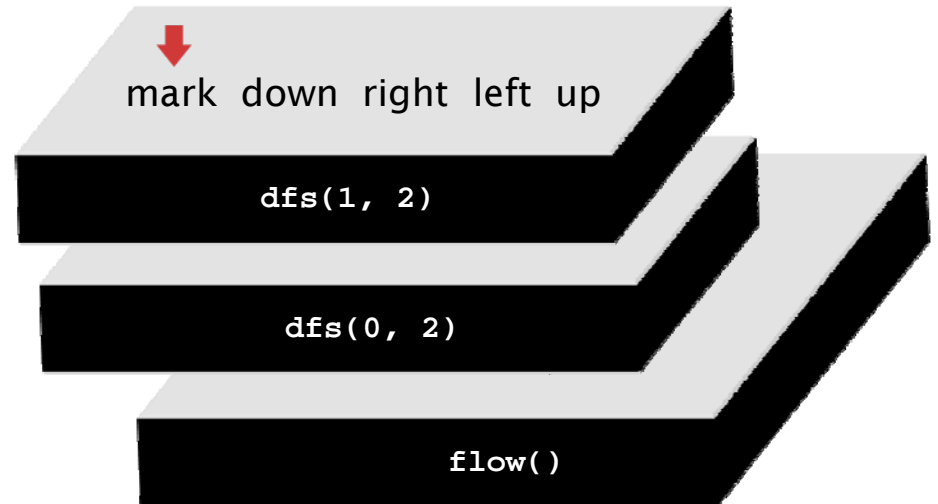 mark down right left up
dfs(1, 2)
dfs(0, 2)
flow()